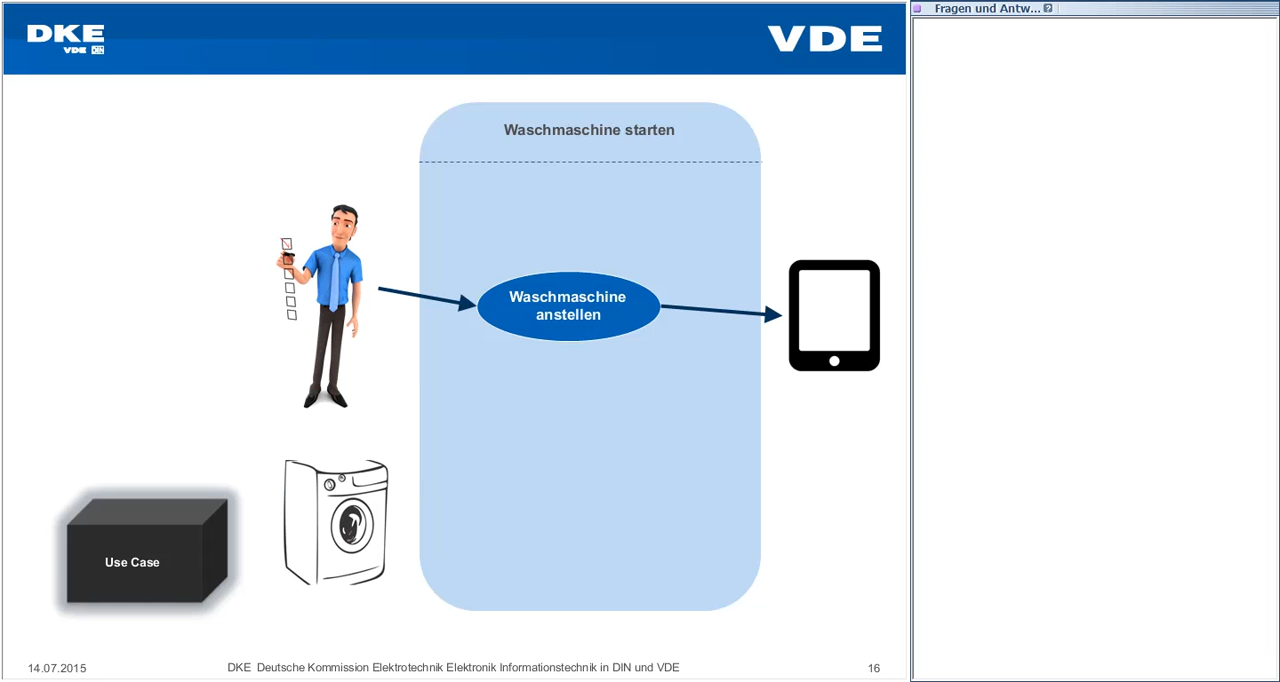 Fragen und Antw...
DKE
VDE DIN
VDE
Waschmaschine starten
Waschmaschine
anstellen
Use Case
14.07.2015
DKE Deutsche Kommission Elektrotechnik Elektronik Informationstechnik in DIN und VDE
16